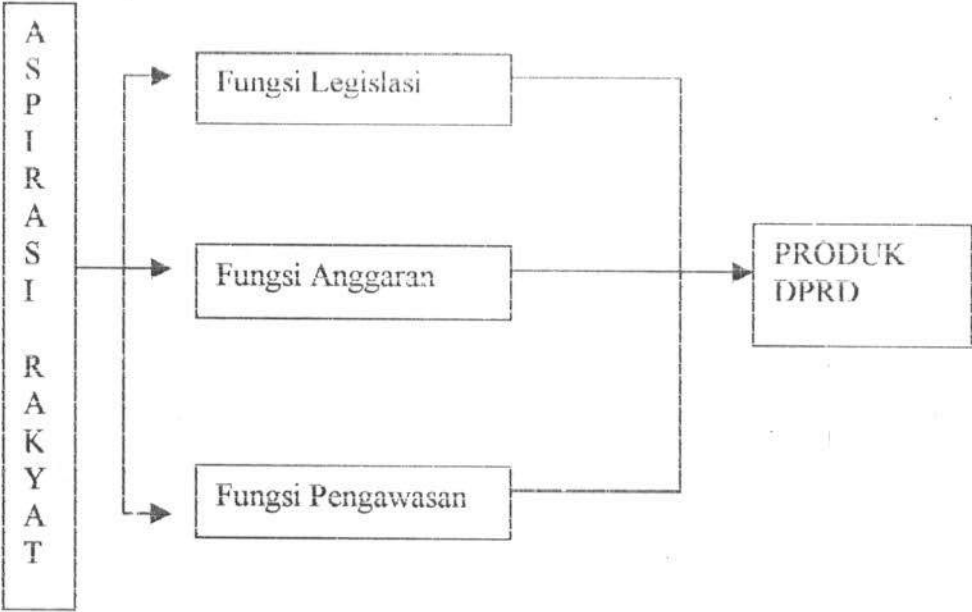 ASPIRASI RAKYAT
Fungsi Legislasi
Fungsi Anggaran
Fungsi Pengawasan
PRODUK
DPRD